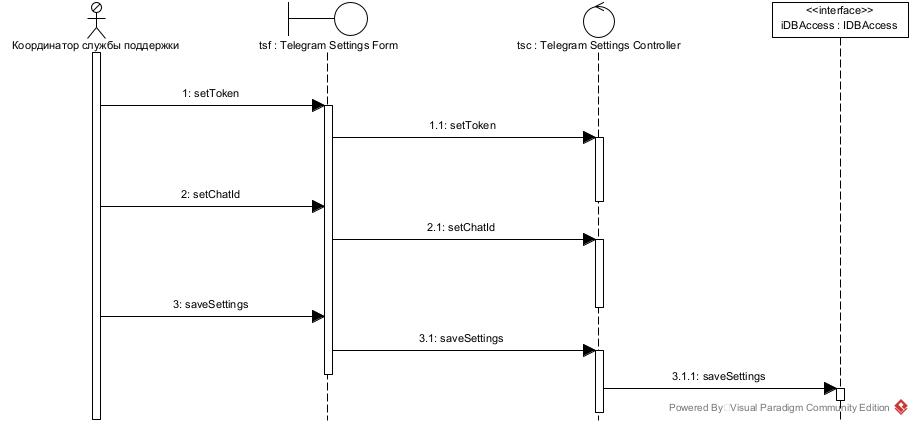 <<interface>>
iDBAccess : IDBAccess
Координатор службы поддержки
tsf : Telegram Settings Form
tsc : Telegram Settings Controller
1: setToken
1.1: setToken
2: setChatId
2.1: setChatId
3: saveSettings
3.1: saveSettings
3.1.1: saveSettings
Powered By Visual Paradigm Community Edition